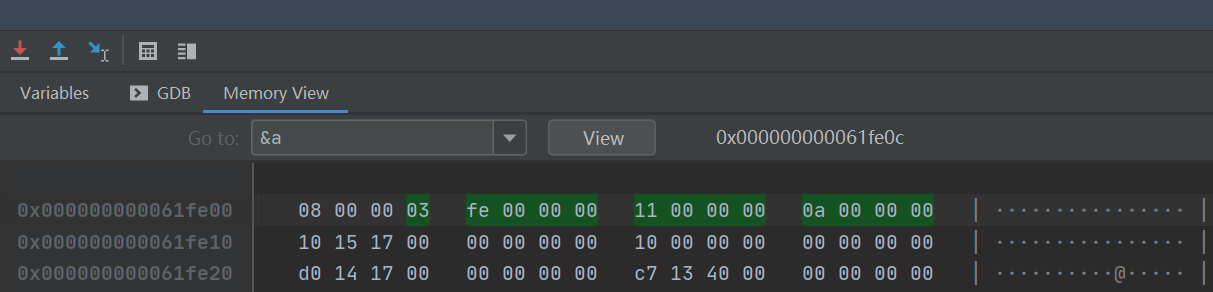 Variables GDB Memory View
Go to: &a View 0x000000000061fe0c
0x000000000061fe00 08 00 00 03 fe 00 00 00 11 00 00 00 0a 00 00 00 | ················ |
0x000000000061fe10 10 15 17 00 00 00 00 00 10 00 00 00 00 00 00 00 | ················ |
0x000000000061fe20 d0 14 17 00 00 00 00 00 c7 13 40 00 00 00 00 00 | ··········@····· |